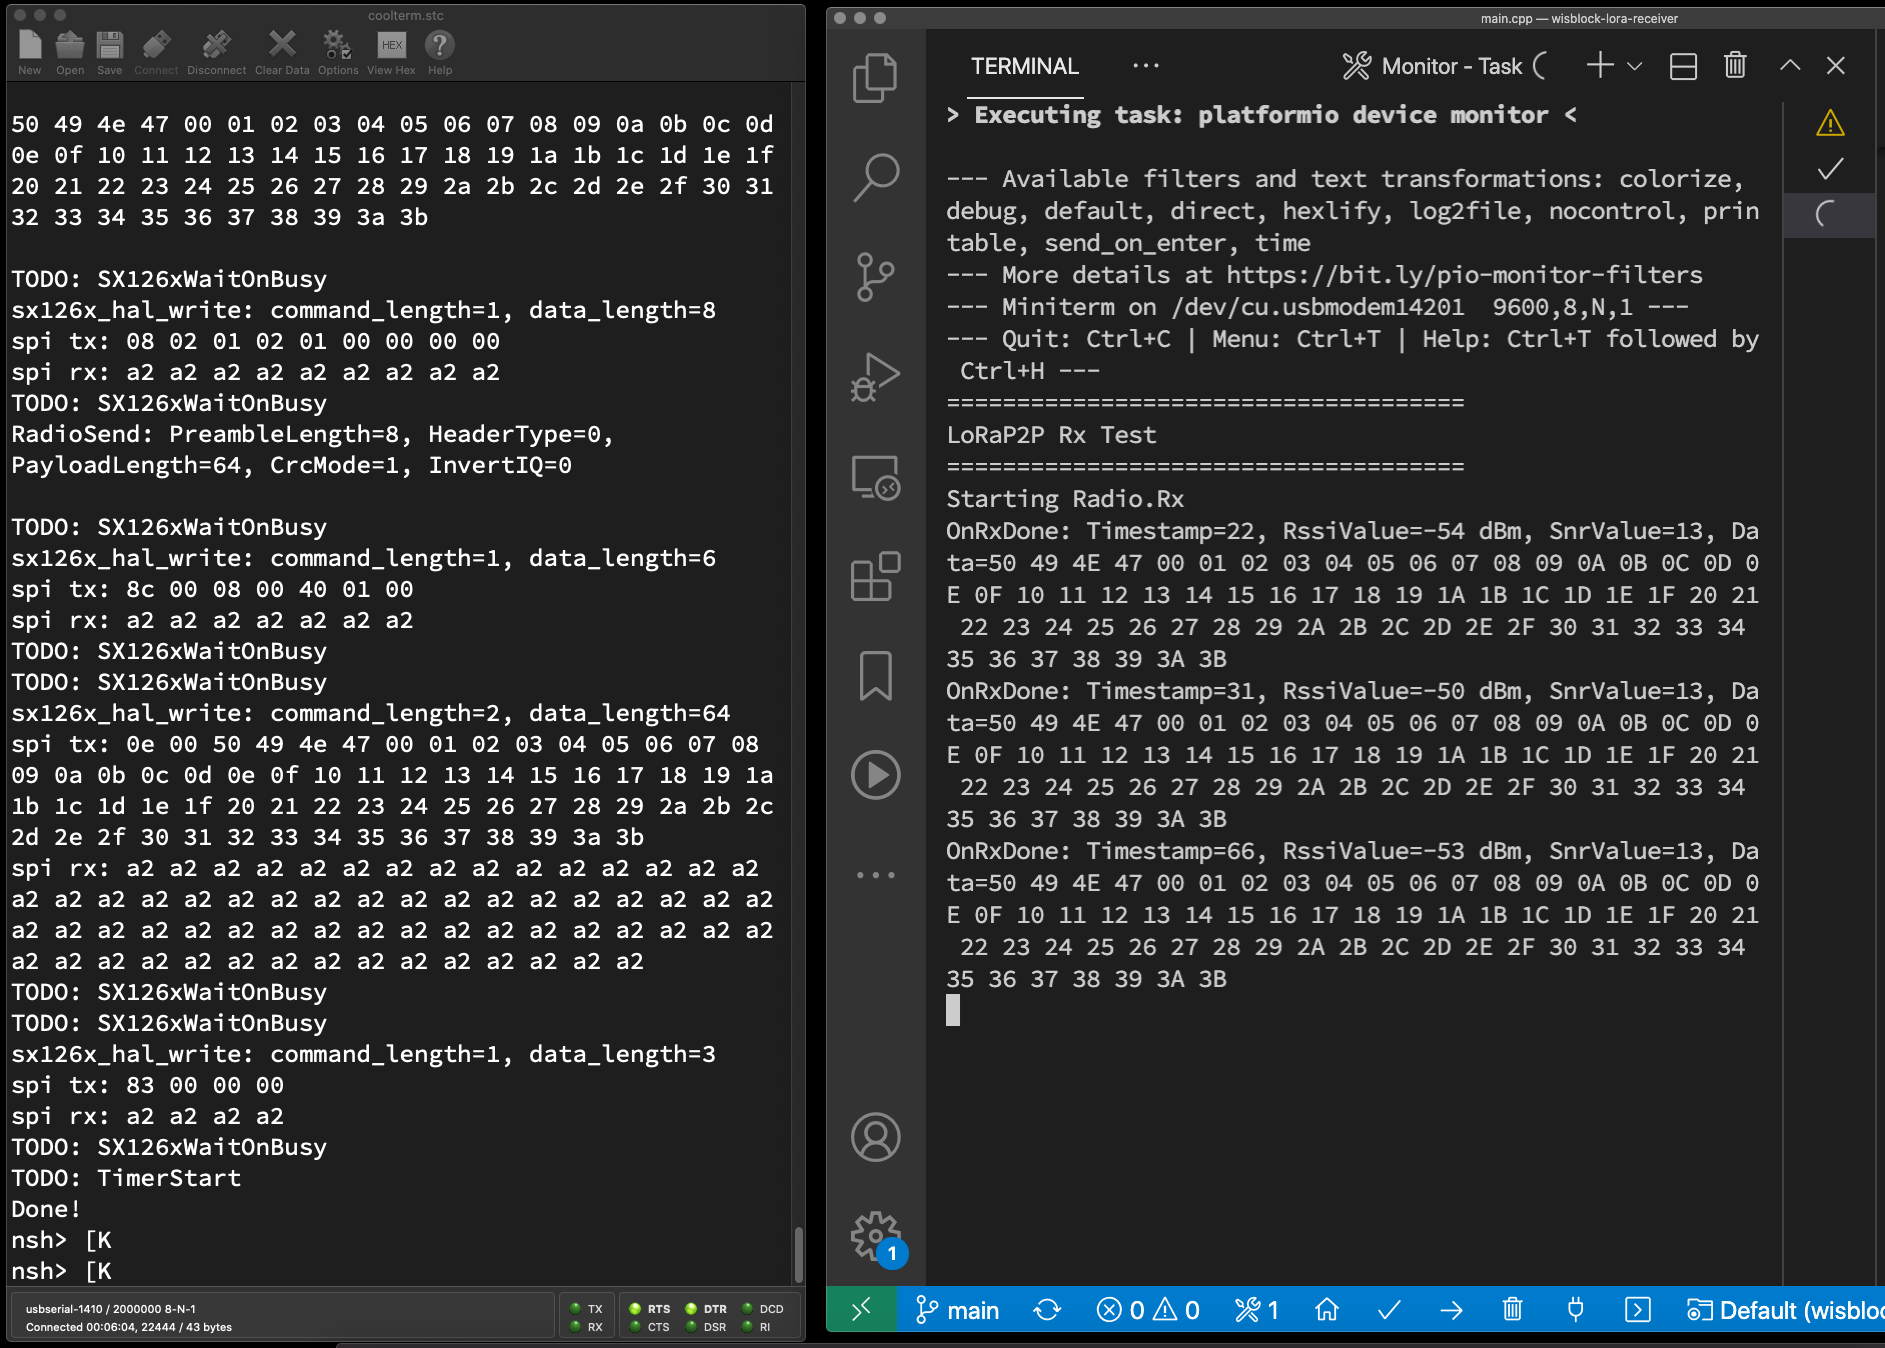 coolterm.stc
New Open Save Connect Disconnect Clear Data Options View Hex Help
HEX
50 49 4e 47 00 01 02 03 04 05 06 07 08 09 0a 0b 0c 0d
0e 0f 10 11 12 13 14 15 16 17 18 19 1a 1b 1c 1d 1e 1f
20 21 22 23 24 25 26 27 28 29 2a 2b 2c 2d 2e 2f 30 31
32 33 34 35 36 37 38 39 3a 3b
TODO: SX126xWaitOnBusy
sx126x_hal_write: command_length=1, data_length=8
spi tx: 08 02 01 02 01 00 00 00 00
spi rx: a2 a2 a2 a2 a2 a2 a2 a2 a2
TODO: SX126xWaitOnBusy
RadioSend: PreambleLength=8, HeaderType=0,
PayloadLength=64, CrcMode=1, InvertIQ=0
TODO: SX126xWaitOnBusy
sx126x_hal_write: command_length=1, data_length=6
spi tx: 8c 00 08 00 40 01 00
spi rx: a2 a2 a2 a2 a2 a2 a2
TODO: SX126xWaitOnBusy
TODO: SX126xWaitOnBusy
sx126x_hal_write: command_length=2, data_length=64
spi tx: 0e 00 50 49 4e 47 00 01 02 03 04 05 06 07 08
09 0a 0b 0c 0d 0e 0f 10 11 12 13 14 15 16 17 18 19 1a
1b 1c 1d 1e 1f 20 21 22 23 24 25 26 27 28 29 2a 2b 2c
2d 2e 2f 30 31 32 33 34 35 36 37 38 39 3a 3b
spi rx: a2 a2 a2 a2 a2 a2 a2 a2 a2 a2 a2 a2 a2 a2 a2
a2 a2 a2 a2 a2 a2 a2 a2 a2 a2 a2 a2 a2 a2 a2 a2 a2 a2
a2 a2 a2 a2 a2 a2 a2 a2 a2 a2 a2 a2 a2 a2 a2 a2 a2 a2
a2 a2 a2 a2 a2 a2 a2 a2 a2 a2 a2 a2 a2 a2 a2
TODO: SX126xWaitOnBusy
TODO: SX126xWaitOnBusy
sx126x_hal_write: command_length=1, data_length=3
spi tx: 83 00 00 00
spi rx: a2 a2 a2 a2
TODO: SX126xWaitOnBusy
TODO: TimerStart
Done!
nsh> [K
nsh> [K
usbserial-1410 / 2000000 8-N-1
Connected 00:06:04, 22444 / 43 bytes
TX RTS DTR DCD
RX CTS DSR RI
main.cpp — wisblock-lora-receiver
TERMINAL ··· Monitor - Task
> Executing task: platformio device monitor <
--- Available filters and text transformations: colorize,
debug, default, direct, hexlify, log2file, nocontrol, prin
table, send_on_enter, time
--- More details at https://bit.ly/pio-monitor-filters
--- Miniterm on /dev/cu.usbmodem14201  9600,8,N,1 ---
--- Quit: Ctrl+C | Menu: Ctrl+T | Help: Ctrl+T followed by
Ctrl+H ---
=====================================
LoRaP2P Rx Test
=====================================
Starting Radio.Rx
OnRxDone: Timestamp=22, RssiValue=-54 dBm, SnrValue=13, Da
ta=50 49 4E 47 00 01 02 03 04 05 06 07 08 09 0A 0B 0C 0D 0
E 0F 10 11 12 13 14 15 16 17 18 19 1A 1B 1C 1D 1E 1F 20 21
22 23 24 25 26 27 28 29 2A 2B 2C 2D 2E 2F 30 31 32 33 34
35 36 37 38 39 3A 3B
OnRxDone: Timestamp=31, RssiValue=-50 dBm, SnrValue=13, Da
ta=50 49 4E 47 00 01 02 03 04 05 06 07 08 09 0A 0B 0C 0D 0
E 0F 10 11 12 13 14 15 16 17 18 19 1A 1B 1C 1D 1E 1F 20 21
22 23 24 25 26 27 28 29 2A 2B 2C 2D 2E 2F 30 31 32 33 34
35 36 37 38 39 3A 3B
OnRxDone: Timestamp=66, RssiValue=-53 dBm, SnrValue=13, Da
ta=50 49 4E 47 00 01 02 03 04 05 06 07 08 09 0A 0B 0C 0D 0
E 0F 10 11 12 13 14 15 16 17 18 19 1A 1B 1C 1D 1E 1F 20 21
22 23 24 25 26 27 28 29 2A 2B 2C 2D 2E 2F 30 31 32 33 34
35 36 37 38 39 3A 3B
1
main 0 0 1 Default (wisbloc